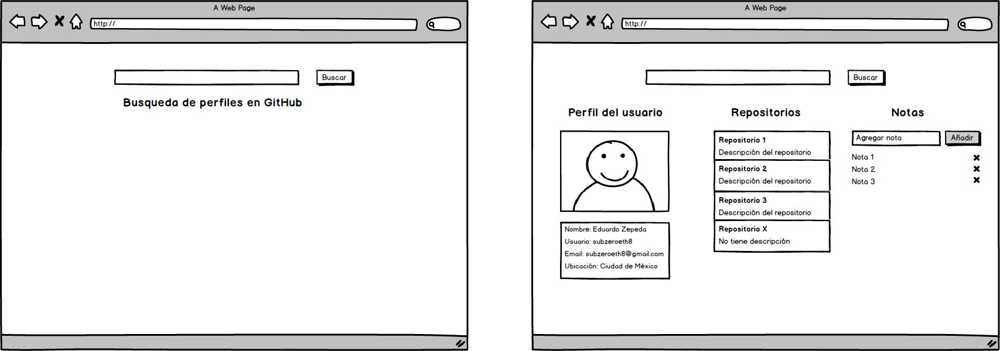 A Web Page
http://
Buscar
Busqueda de perfiles en GitHub
A Web Page
http://
Buscar
Perfil del usuario
Nombre: Eduardo Zepeda
Usuario: subzeroeth8
Email: subzeroeth8@gmail.com
Ubicación: Ciudad de México
Repositorios
Repositorio 1
Descripción del repositorio
Repositorio 2
Descripción del repositorio
Repositorio 3
Descripción del repositorio
Repositorio X
No tiene descripción
Notas
Agregar nota
Añadir
Nota 1
Nota 2
Nota 3